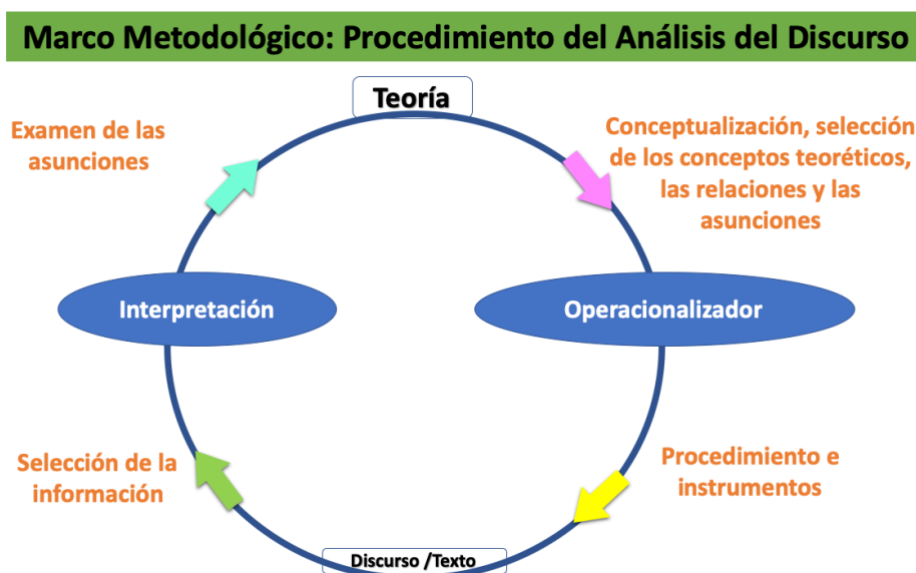 Marco Metodológico: Procedimiento del Análisis del Discurso
Teoría
Examen de las
asunciones
Conceptualización, selección
de los conceptos teoréticos,
las relaciones y las
asunciones
Interpretación
Operacionalizador
Selección de la
información
Procedimiento e
instrumentos
Discurso /Texto